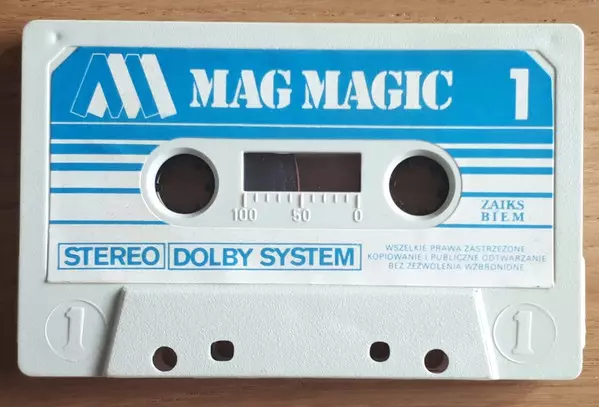 MAG MAGIC 1
100 50 0
ZAIKS
BIEM
STEREO DOLBY SYSTEM
WSZELKIE PRAWA ZASTRZEŻONE
KOPIOWANIE I PUBLICZNE ODTWARZANIE
BEZ ZEZWOLENIA WZBRONIONE
1 1